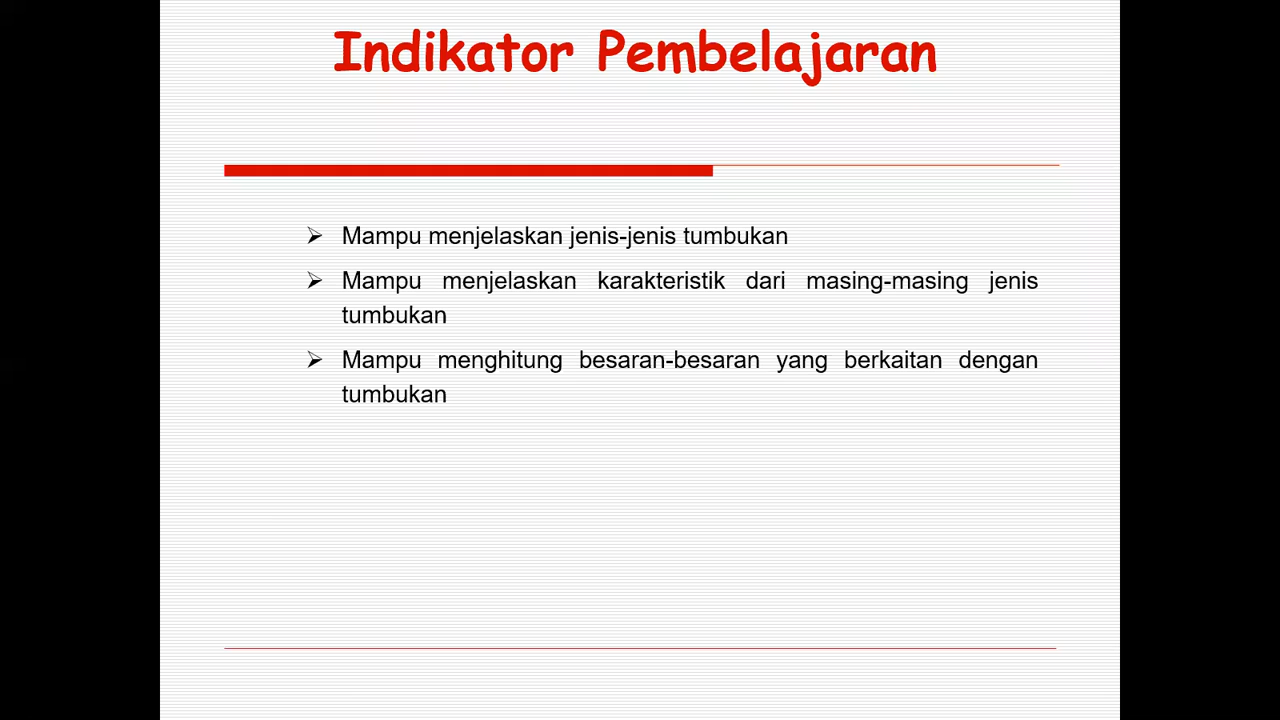 Indikator Pembelajaran
Mampu menjelaskan jenis-jenis tumbukan
Mampu menjelaskan karakteristik dari masing-masing jenis
tumbukan
Mampu menghitung besaran-besaran yang berkaitan dengan
tumbukan